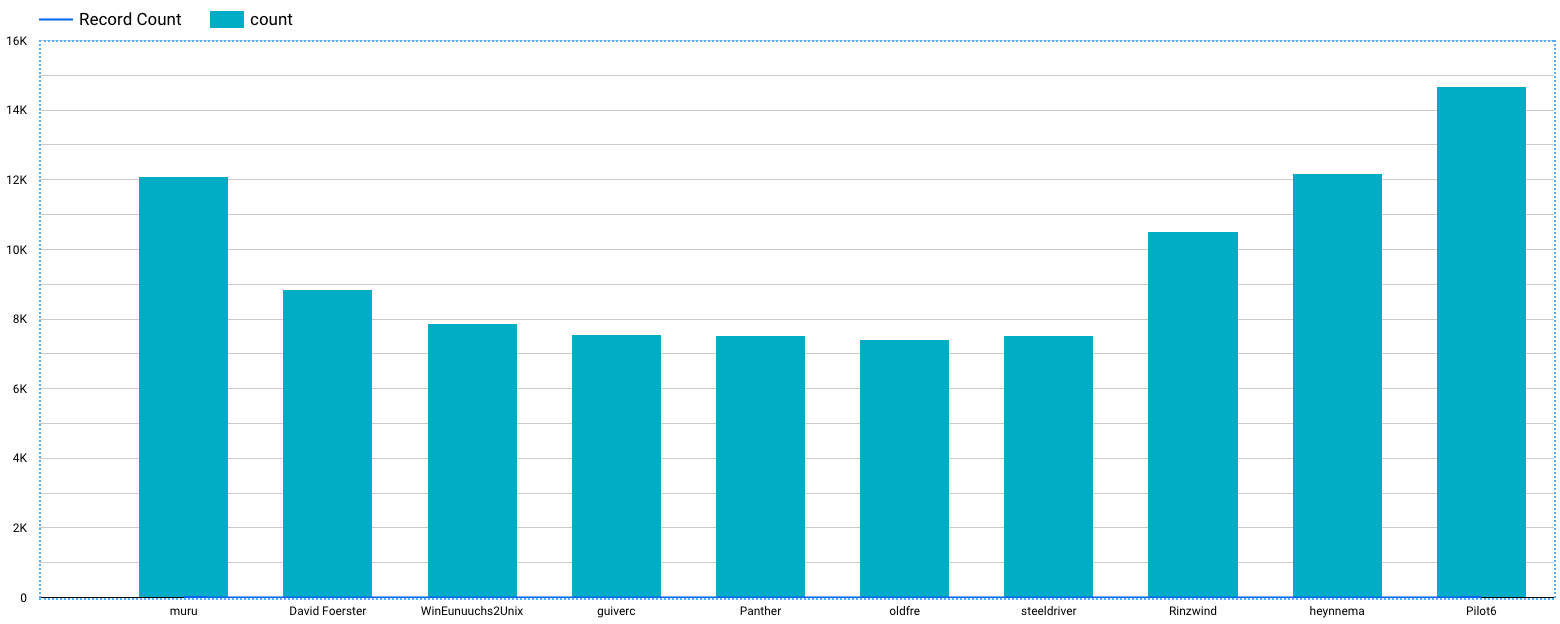 Record Count count
16K
14K
12K
10K
8K
6K
4K
2K
0
muru David Foerster WinEunuuchs2Unix guiverc Panther oldfre steeldriver Rinzwind heynnema Pilot6